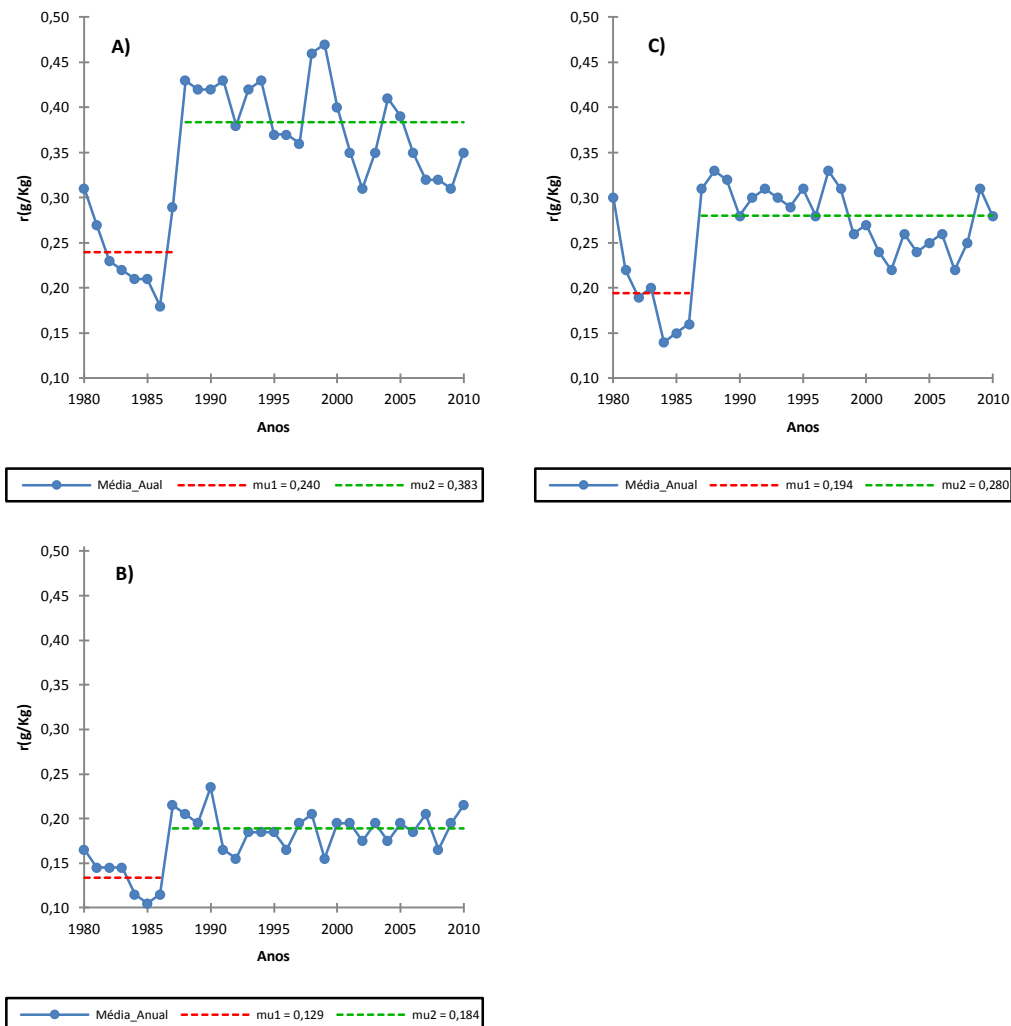 A)
r(g/Kg)
0,50
0,45
0,40
0,35
0,30
0,25
0,20
0,15
0,10
1980 1985 1990 1995 2000 2005 2010
Anos
Média_Aual mu1 = 0,240 mu2 = 0,383
C)
r(g/Kg)
0,50
0,45
0,40
0,35
0,30
0,25
0,20
0,15
0,10
1980 1985 1990 1995 2000 2005 2010
Anos
Média_Anual mu1 = 0,194 mu2 = 0,280
B)
r(g/Kg)
0,50
0,45
0,40
0,35
0,30
0,25
0,20
0,15
0,10
1980 1985 1990 1995 2000 2005 2010
Anos
Média_Anual mu1 = 0,129 mu2 = 0,184